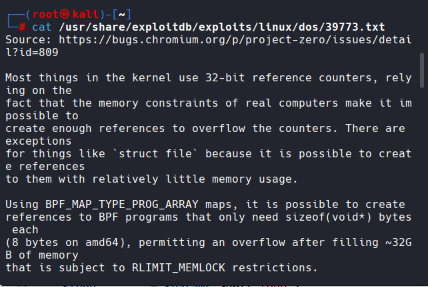 ┌──(root㉿kali)-[~]
└─# cat /usr/share/exploitdb/exploits/linux/dos/39773.txt
Source: https://bugs.chromium.org/p/project-zero/issues/detai
l?id=809
Most things in the kernel use 32-bit reference counters, rely
ing on the
fact that the memory constraints of real computers make it im
possible to
create enough references to overflow the counters. There are
exceptions
for things like `struct file` because it is possible to creat
e references
to them with relatively little memory usage.
Using BPF_MAP_TYPE_PROG_ARRAY maps, it is possible to create
references to BPF programs that only need sizeof(void*) bytes
 each
(8 bytes on amd64), permitting an overflow after filling ~32G
B of memory
that is subject to RLIMIT_MEMLOCK restrictions.